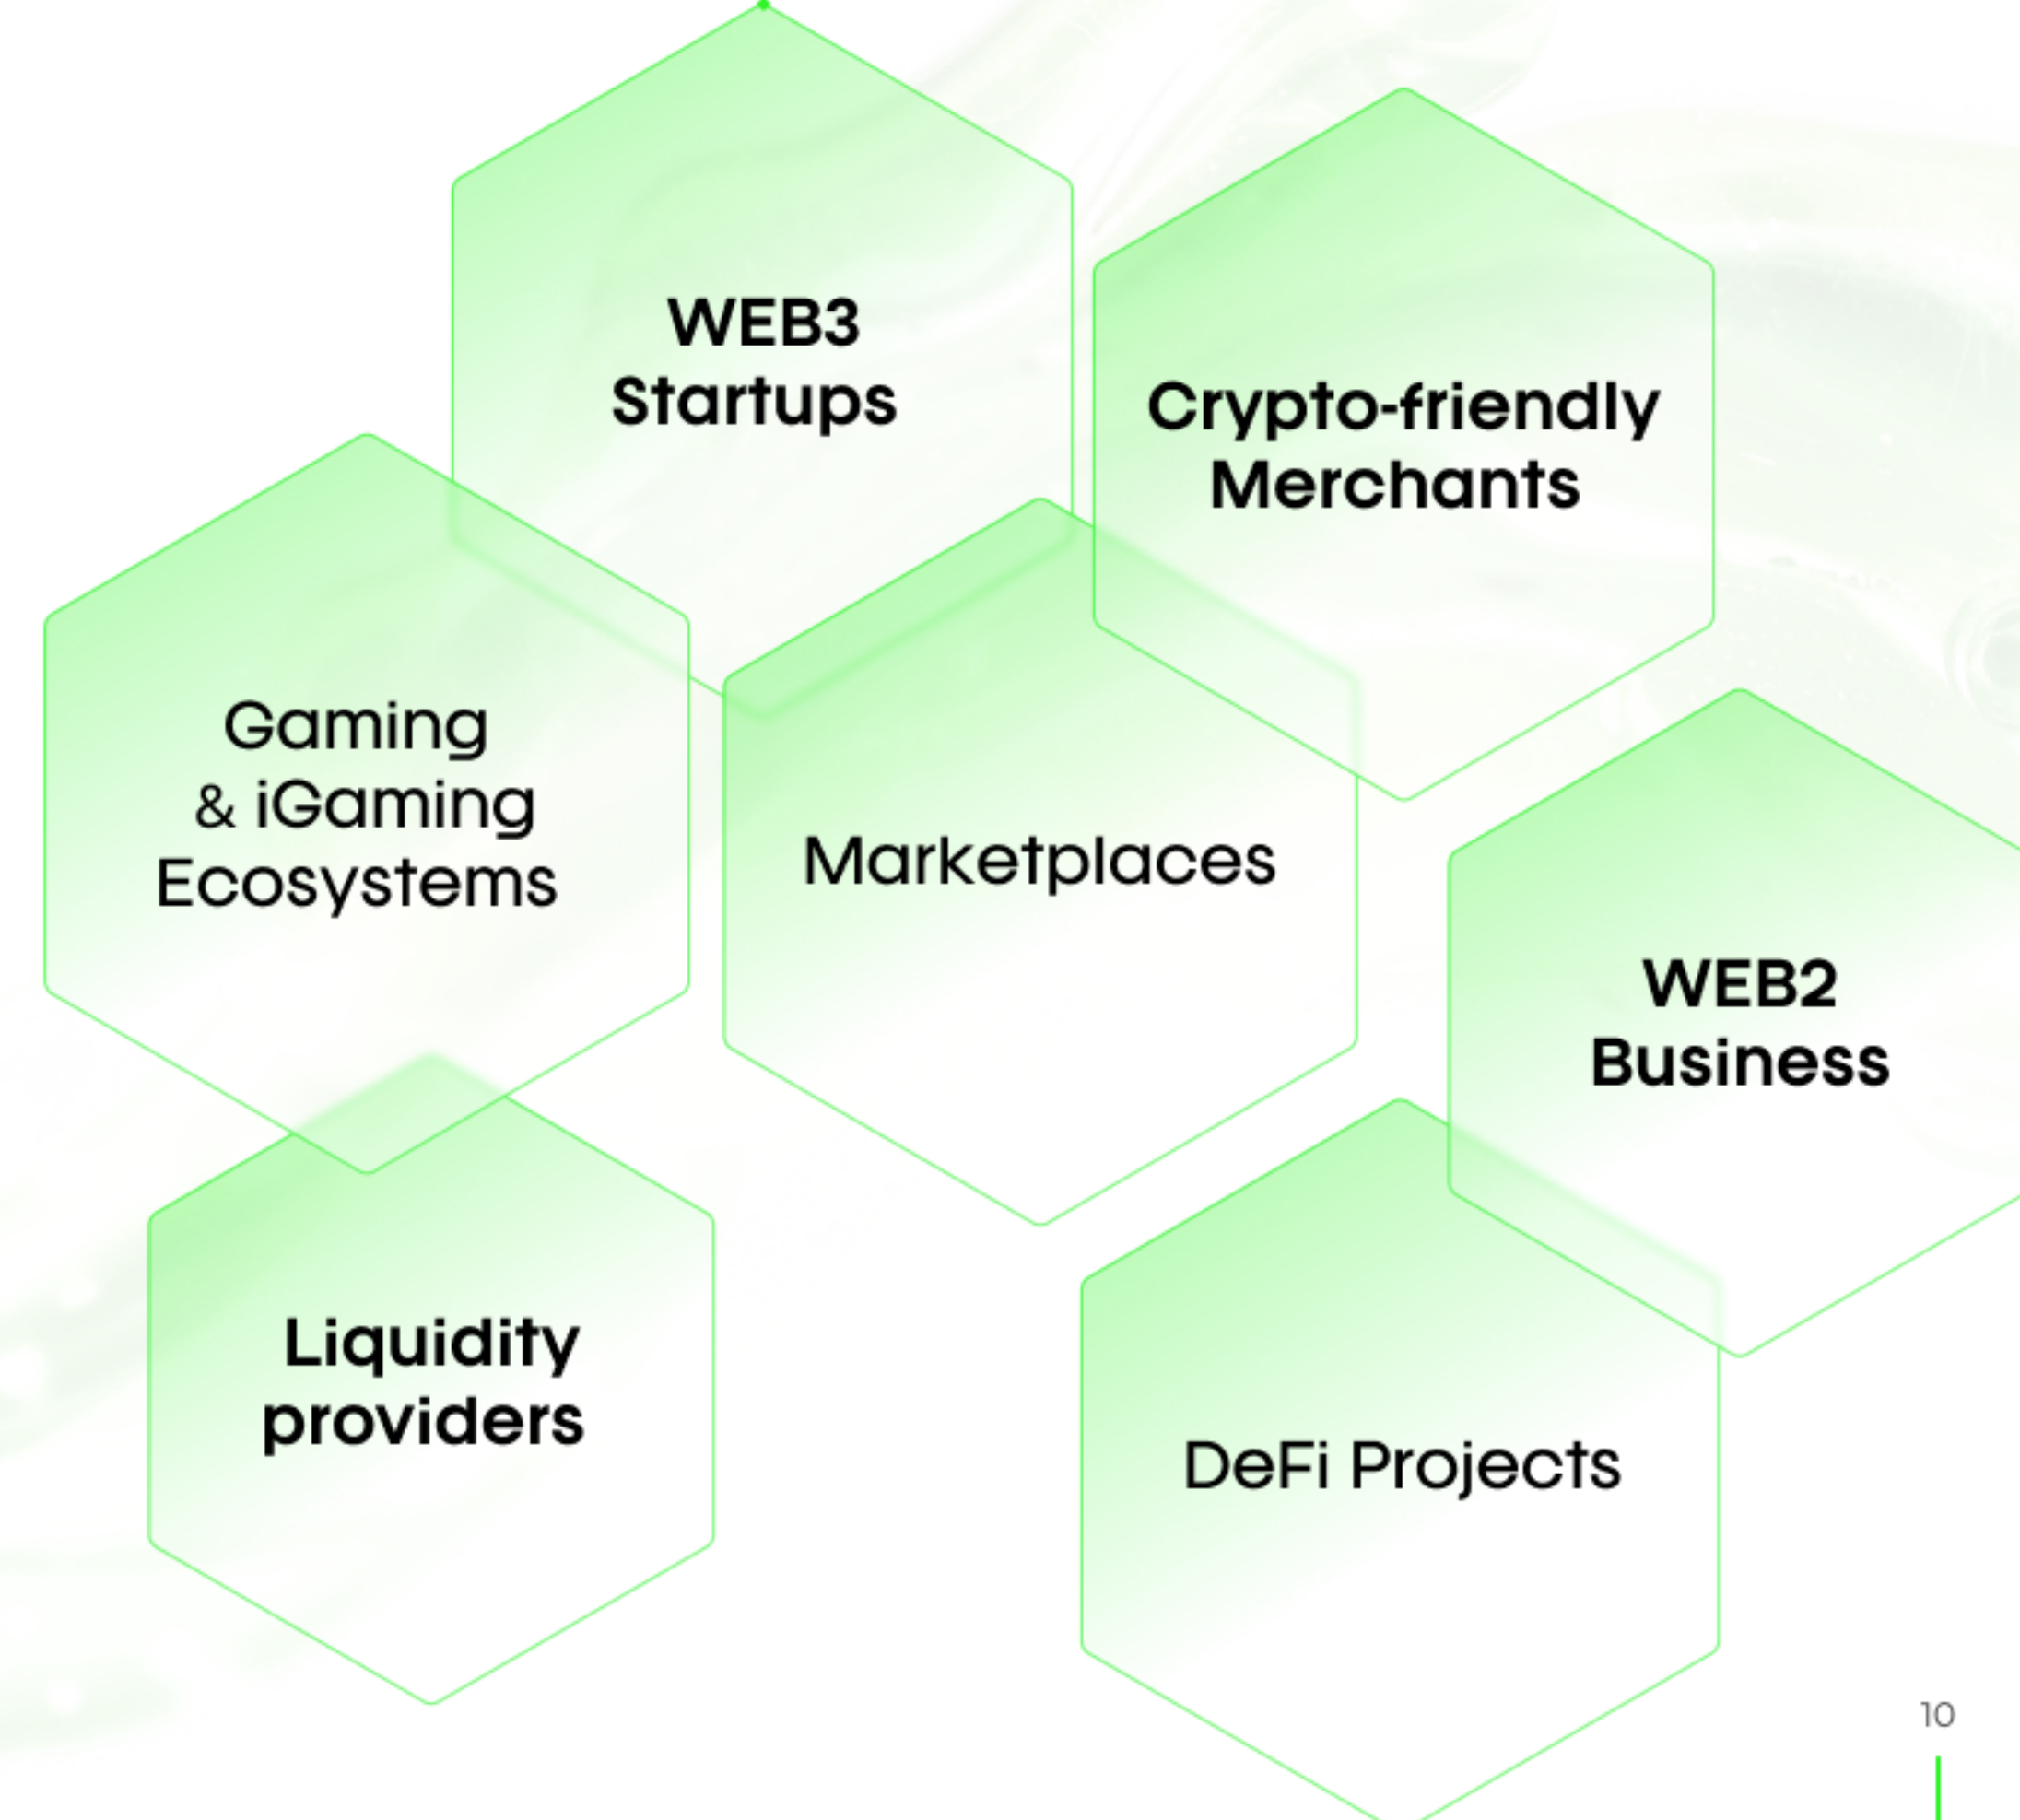 WEB3
Startups
Crypto-friendly
Merchants
Gaming
& iGaming
Ecosystems
Marketplaces
WEB2
Business
Liquidity
providers
DeFi Projects
10